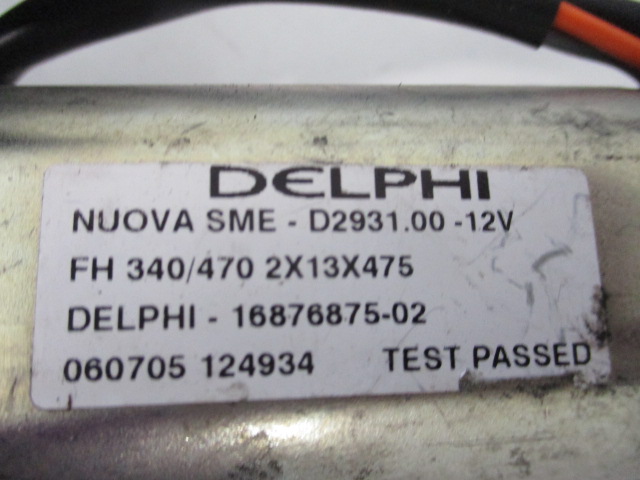 DELPHI
NUOVA SME - D2931.00 -12V
FH 340/470 2X13X475
DELPHI - 16876875-02
060705 124934 TEST PASSED